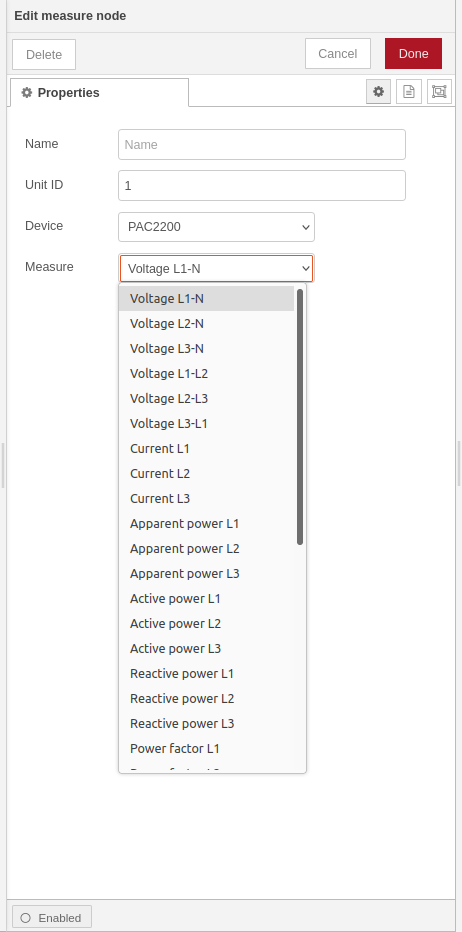 Edit measure node
Delete
Cancel
Done
Properties
Name
Name
Unit ID
1
Device
PAC2200
Measure
Voltage L1-N
Voltage L1-N
Voltage L2-N
Voltage L3-N
Voltage L1-L2
Voltage L2-L3
Voltage L3-L1
Current L1
Current L2
Current L3
Apparent power L1
Apparent power L2
Apparent power L3
Active power L1
Active power L2
Active power L3
Reactive power L1
Reactive power L2
Reactive power L3
Power factor L1
Enabled